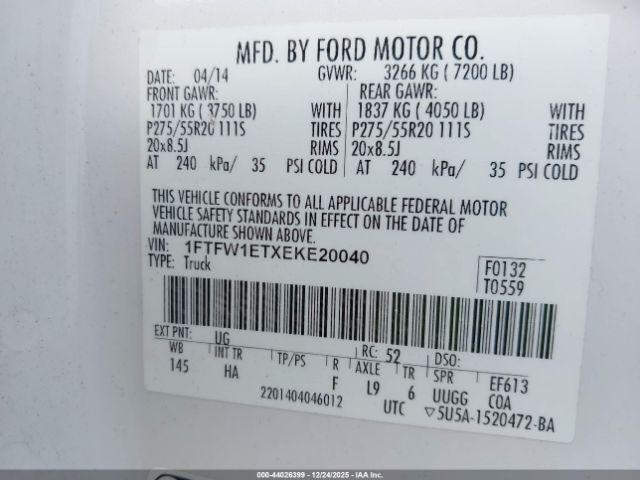 MFD. BY FORD MOTOR CO.
DATE: 04/14 GVWR: 3266 KG ( 7200 LB)
FRONT GAWR: REAR GAWR:
1701 KG ( 3750 LB) WITH 1837 KG ( 4050 LB) WITH
P275/55R20 111S TIRES P275/55R20 111S TIRES
20x8.5J RIMS 20x8.5J RIMS
AT 240 kPa/ 35 PSI COLD AT 240 kPa/ 35 PSI COLD
THIS VEHICLE CONFORMS TO ALL APPLICABLE FEDERAL MOTOR
VEHICLE SAFETY STANDARDS IN EFFECT ON THE DATE OF
MANUFACTURE SHOWN ABOVE.
VIN: 1FTFW1ETXEKE20040
TYPE: Truck
F0132
T0559
EXT PNT: UG RC: 52 DSO:
WB INT TR TP/PS R AXLE TR SPR EF613
145 HA F L9 6 UUGG COA
2201404046012 UTC ▽5U5A-1520472-BA
000-44026399 - 12/24/2025 - IAAI.COM